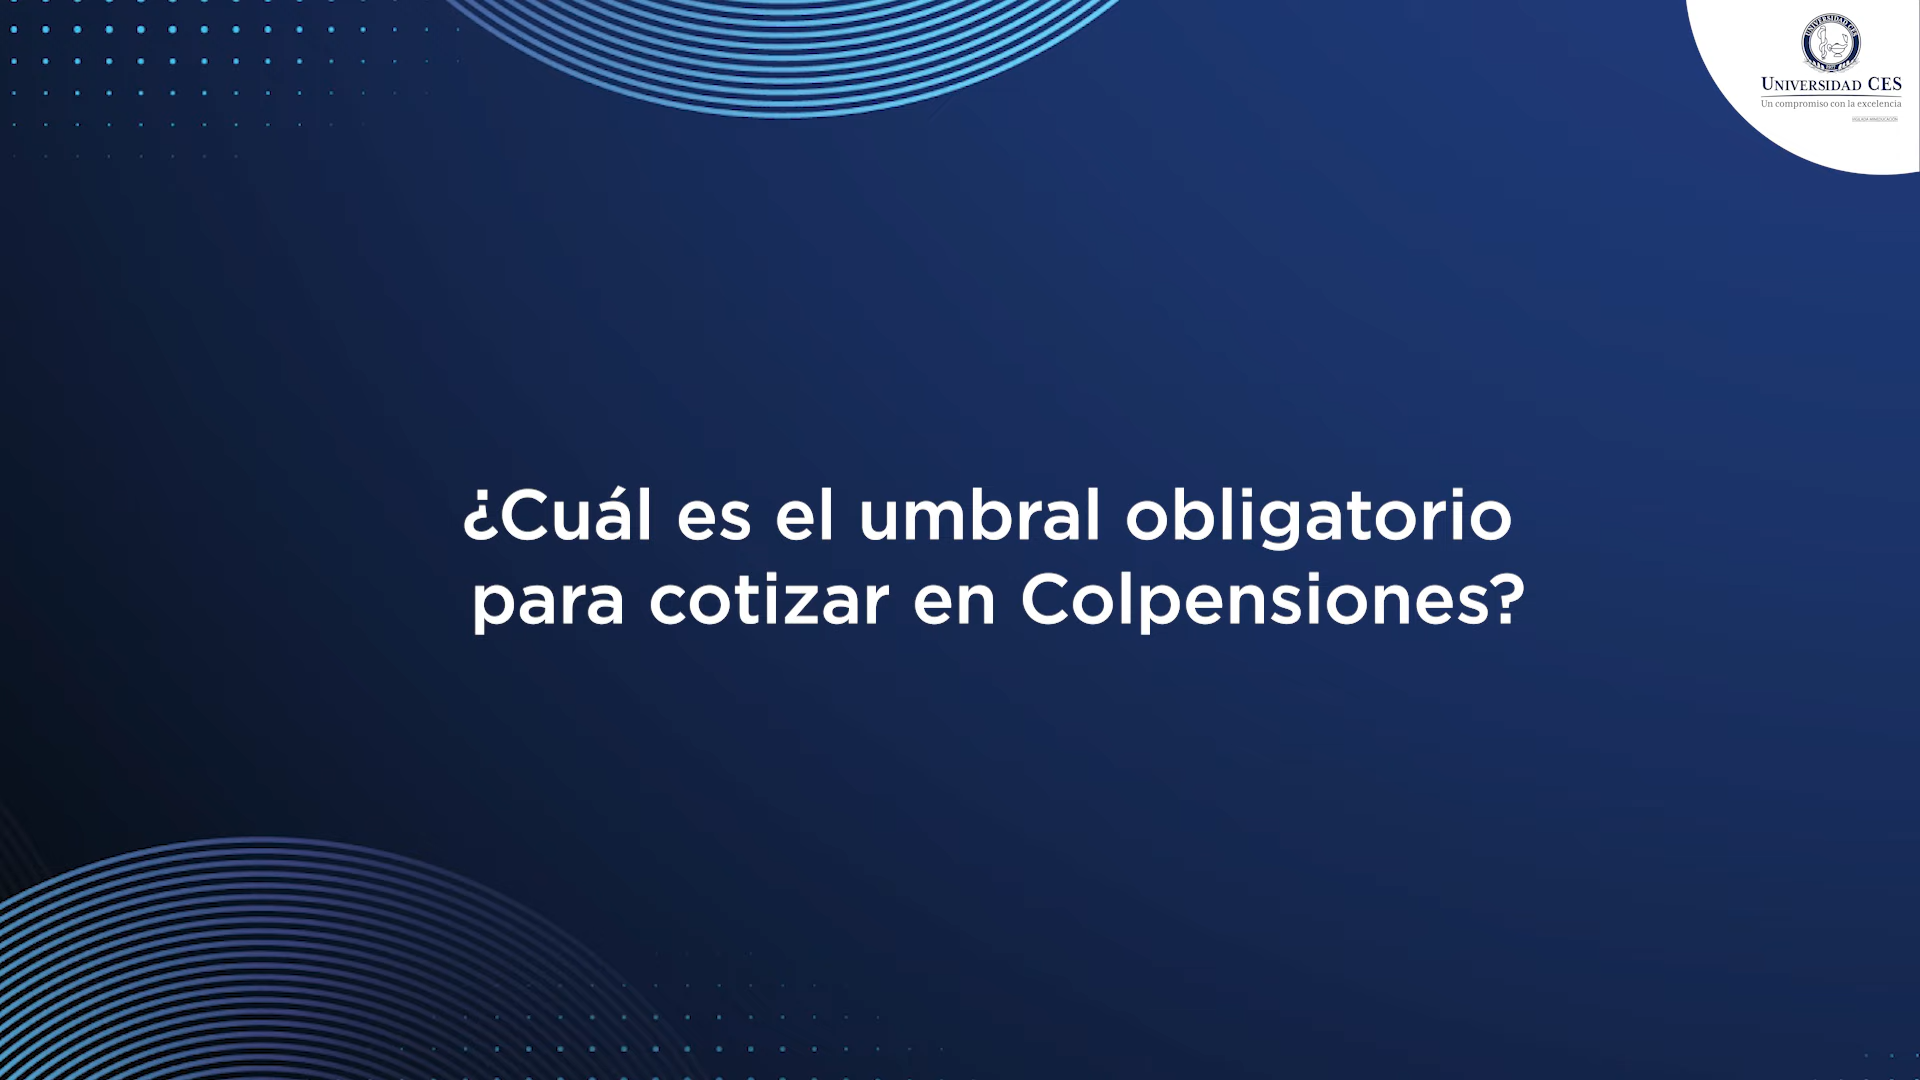 UNIVERSIDAD CES
Un compromiso con la excelencia
¿Cuál es el umbral obligatorio
para cotizar en Colpensiones?